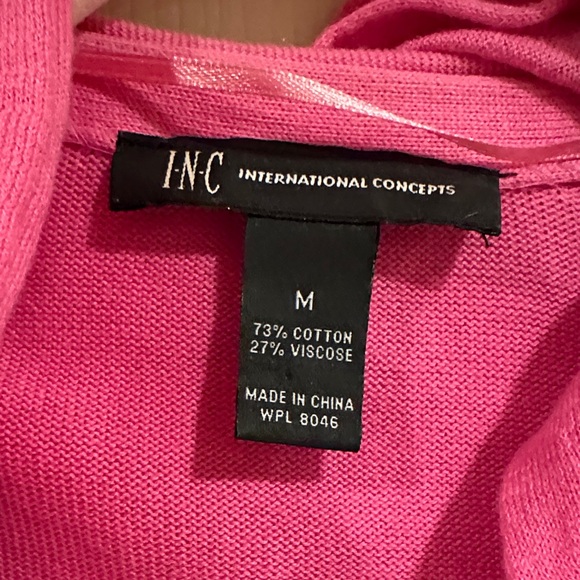 I·N·C INTERNATIONAL CONCEPTS
M
73% COTTON
27% VISCOSE
MADE IN CHINA
WPL 8046